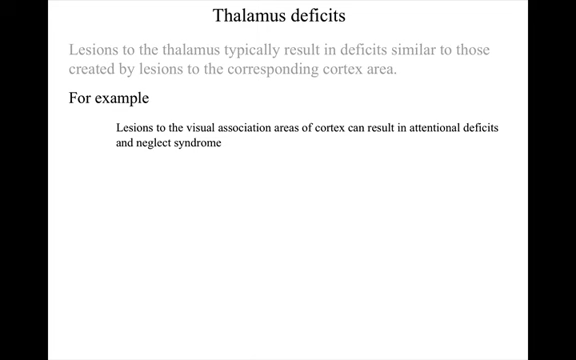 Thalamus deficits
Lesions to the thalamus typically result in deficits similar to those
created by lesions to the corresponding cortex area.
For example
Lesions to the visual association areas of cortex can result in attentional deficits
and neglect syndrome